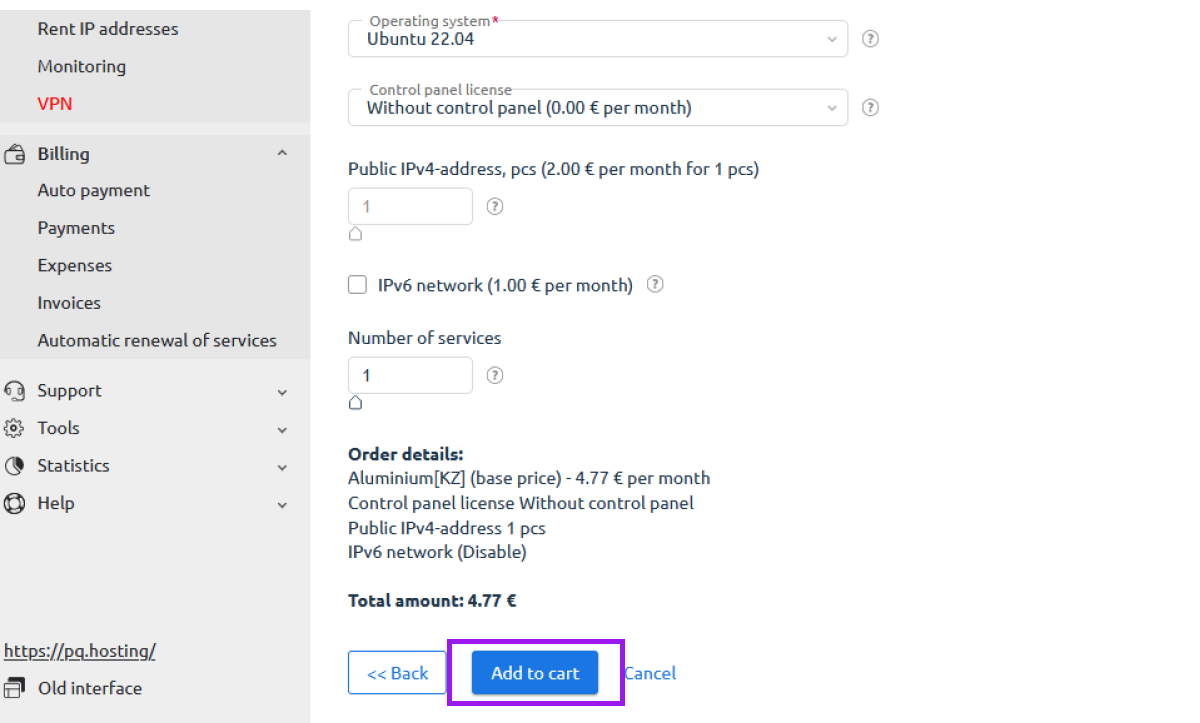 Rent IP addresses
Monitoring
VPN
Billing
Auto payment
Payments
Expenses
Invoices
Automatic renewal of services
Support
Tools
Statistics
Help
https://pq.hosting/
Old interface
Operating system*
Ubuntu 22.04
?
Control panel license
Without control panel (0.00 € per month)
?
Public IPv4-address, pcs (2.00 € per month for 1 pcs)
1
?
IPv6 network (1.00 € per month)
?
Number of services
1
?
Order details:
Aluminium[KZ] (base price) - 4.77 € per month
Control panel license Without control panel
Public IPv4-address 1 pcs
IPv6 network (Disable)
Total amount: 4.77 €
<< Back
Add to cart
Cancel